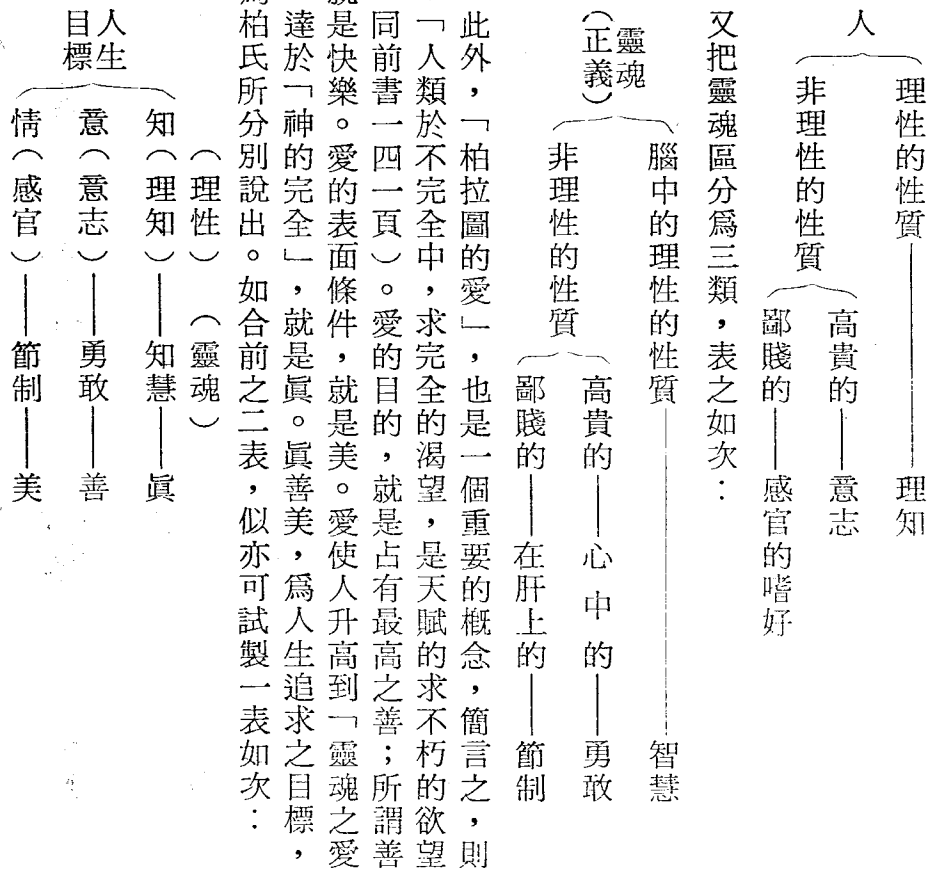 理性的性質——理知
人
高貴的——意志
非理性的性質
鄙賤的——感官的嗜好
又把靈魂區分爲三類，表之如次：
腦中的理性的性質——智慧
靈魂
（正義）
高貴的——心中的——勇敢
非理性的性質
鄙賤的——在肝上的——節制
此外，「柏拉圖的愛」，也是一個重要的概念，簡言之，則
「人類於不完全中，求完全的渴望，是天賦的求不朽的欲望
同前書一四一頁）。愛的目的，就是占有最高之善；所謂善
就是快樂。愛的表面條件，就是美。愛使人升高到「靈魂之愛
達於「神的完全」，就是眞。眞善美，爲人生追求之目標，
柏氏所分別說出。如合前之二表，似亦可試製一表如次：
（理性）（靈魂）
知（理知）——知慧——眞
人生
目標
意（意志）——勇敢——善
情（感官）——節制——美